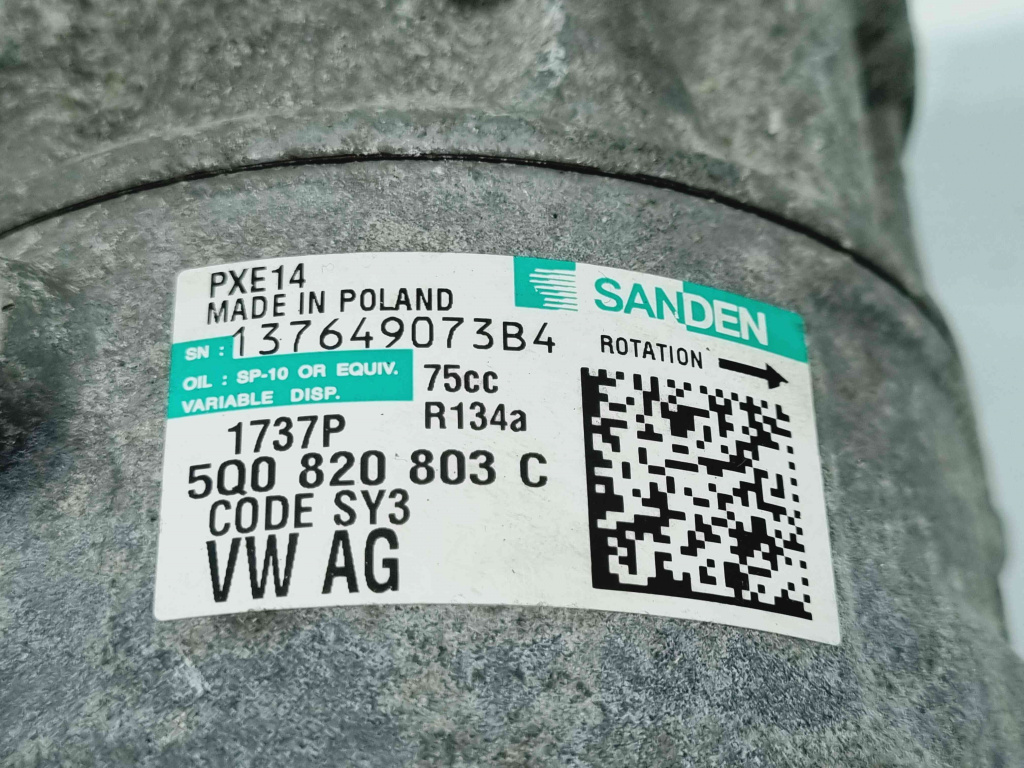 PXE14
MADE IN POLAND
SANDEN
SN : 137649073B4
ROTATION
OIL : SP-10 OR EQUIV.
VARIABLE DISP.
75cc
R134a
1737P
5Q0 820 803 C
CODE SY3
VW AG